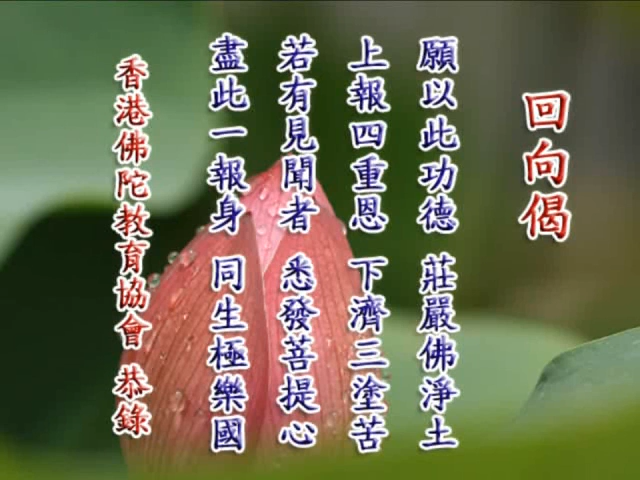 回向偈
願以此功德 莊嚴佛淨土
上報四重恩 下濟三塗苦
若有見聞者 悉發菩提心
盡此一報身 同生極樂國
香港佛陀教育協會 恭錄